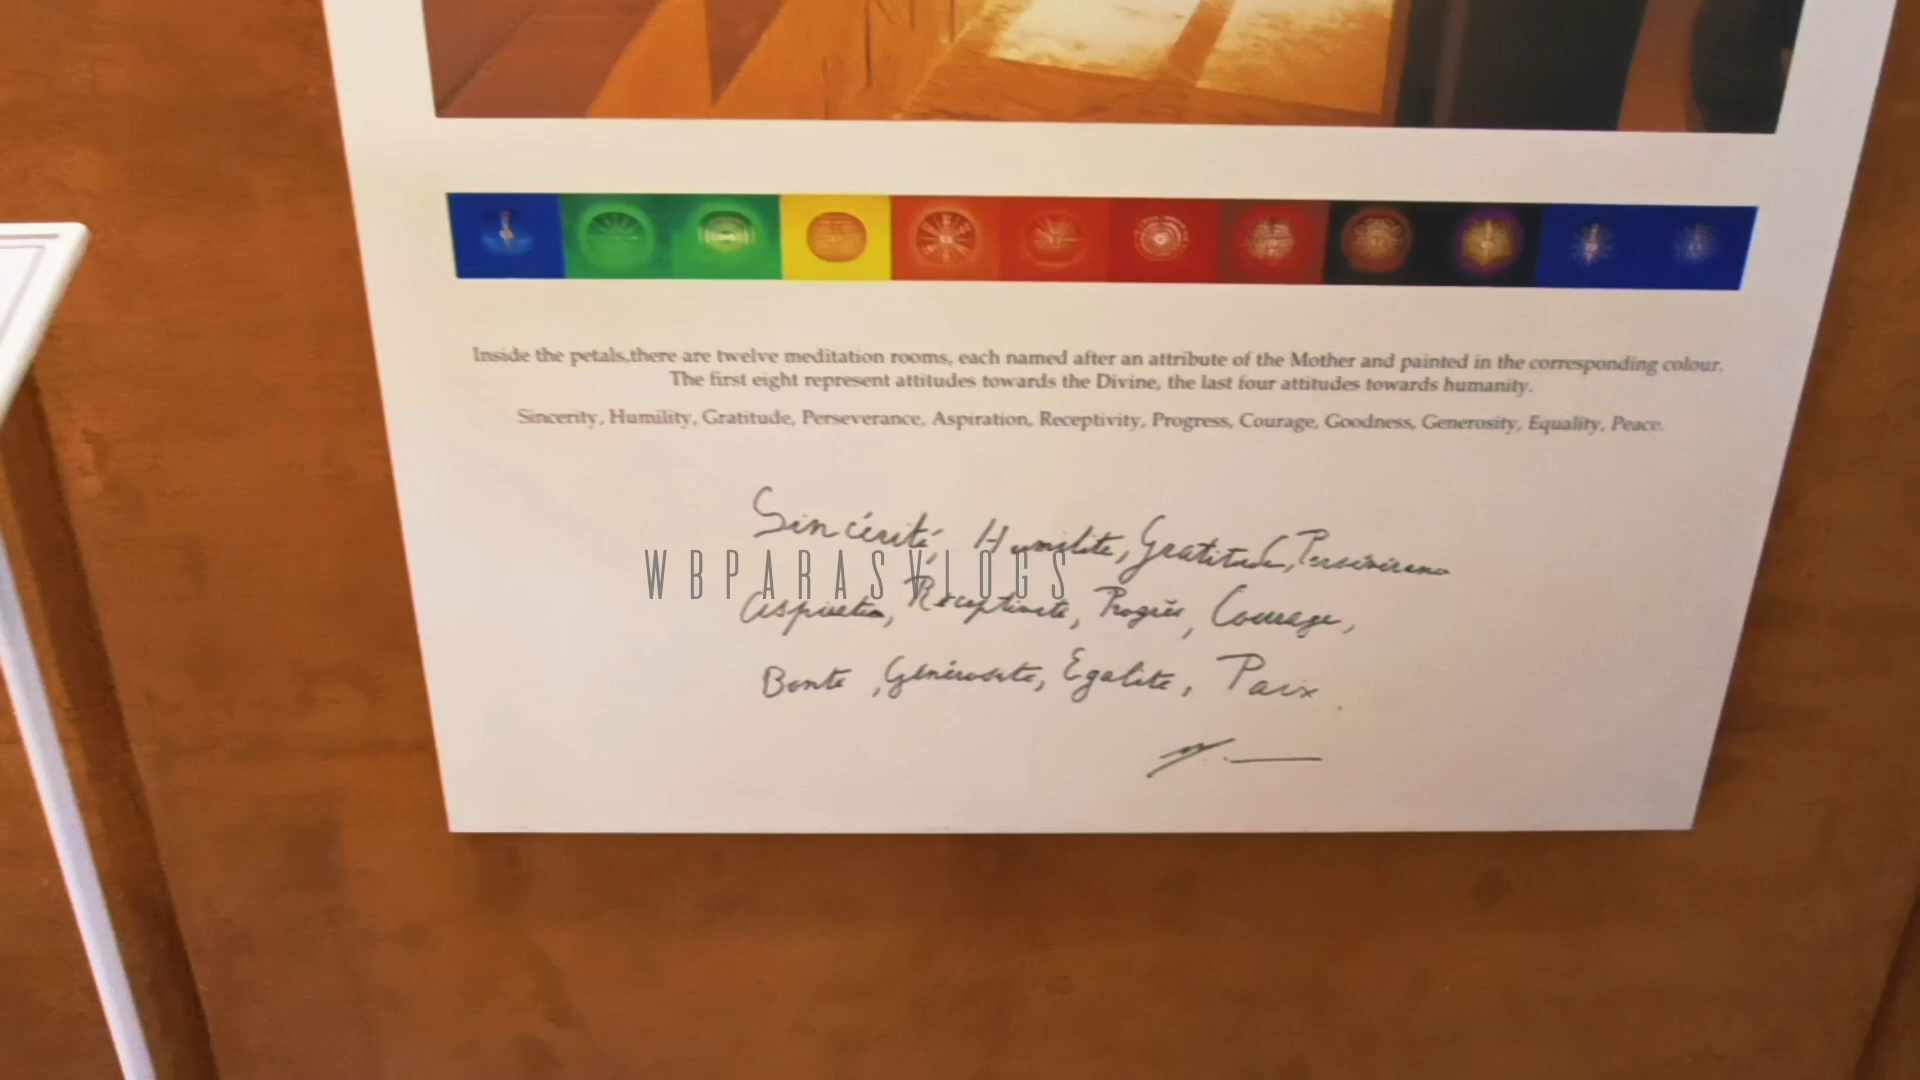 Inside the petals,there are twelve meditation rooms, each named after an attribute of the Mother and painted in the corresponding colour.
The first eight represent attitudes towards the Divine, the last four attitudes towards humanity.
Sincerity, Humility, Gratitude, Perseverance, Aspiration, Receptivity, Progress, Courage, Goodness, Generosity, Equality, Peace.
Sincérité, Humilité, Gratitude, Persévérance
WBPARASVLOGS
Aspiration, Réceptivité, Progrès, Courage,
Bonté, Générosité, Egalité, Paix.